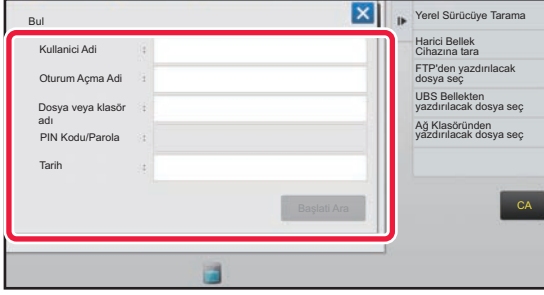 Bul
Kullanici Adi :
Oturum Açma Adi :
Dosya veya klasör :
adı
PIN Kodu/Parola :
Tarih :
Başlati Ara
Yerel Sürücüye Tarama
Harici Bellek
Cihazına tara
FTP'den yazdırılacak
dosya seç
UBS Bellekten
yazdırılacak dosya seç
Ağ Klasöründen
yazdırılacak dosya seç
CA